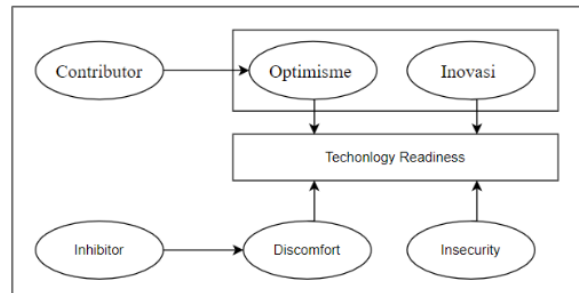 Contributor
Optimisme
Inovasi
Techonlogy Readiness
Inhibitor
Discomfort
Insecurity